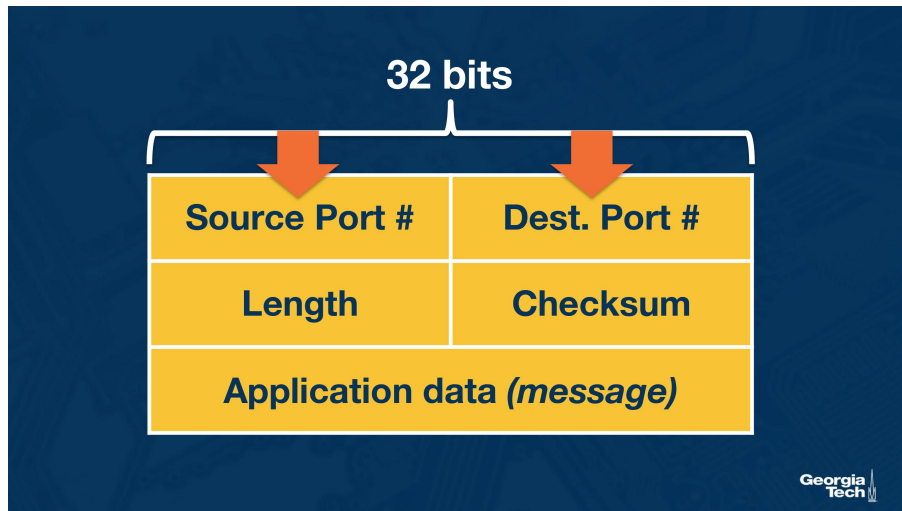 32 bits
Source Port #
Dest. Port #
Length
Checksum
Application data (message)
Georgia
Tech